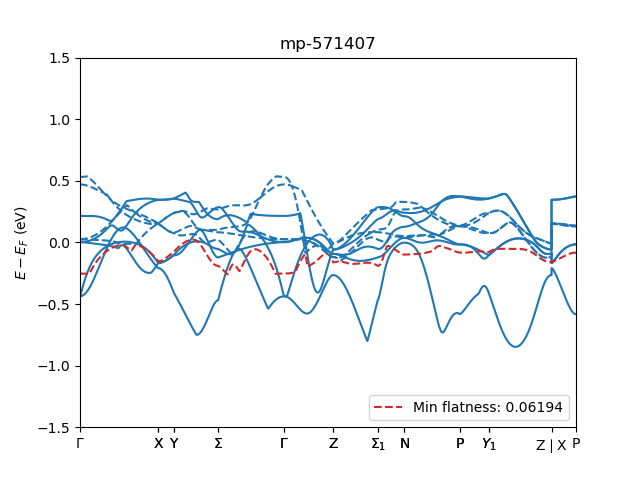 mp-571407
E − E_F (eV)
1.5
1.0
0.5
0.0
−0.5
−1.0
−1.5
Min flatness: 0.06194
Γ X Y Σ Γ Z Σ₁ N P Y₁ Z | X P